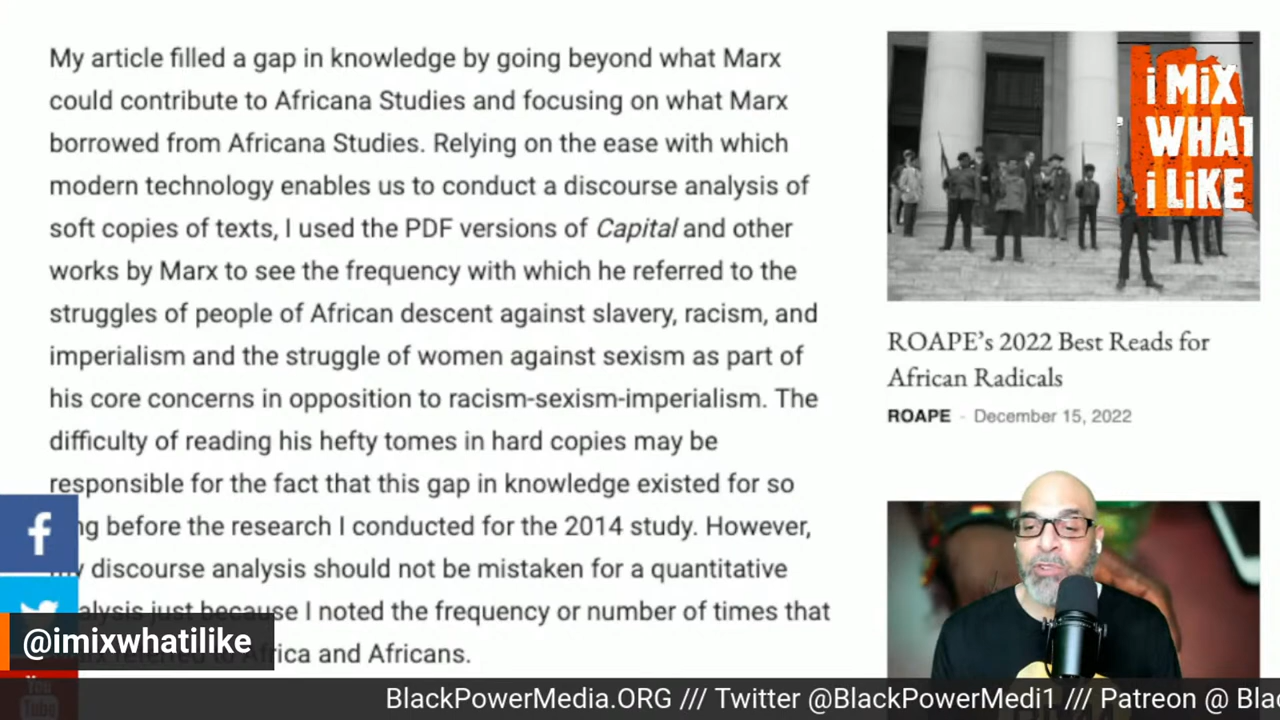 My article filled a gap in knowledge by going beyond what Marx
could contribute to Africana Studies and focusing on what Marx
borrowed from Africana Studies. Relying on the ease with which
modern technology enables us to conduct a discourse analysis of
soft copies of texts, I used the PDF versions of Capital and other
works by Marx to see the frequency with which he referred to the
struggles of people of African descent against slavery, racism, and
imperialism and the struggle of women against sexism as part of
his core concerns in opposition to racism-sexism-imperialism. The
difficulty of reading his hefty tomes in hard copies may be
responsible for the fact that this gap in knowledge existed for so
before the research I conducted for the 2014 study. However,
discourse analysis should not be mistaken for a quantitative
just because I noted the frequency or number of times that
and Africans.
i MiX
WHAT
i LiKE
ROAPE's 2022 Best Reads for
African Radicals
ROAPE - December 15, 2022
f
@imixwhatilike
You
Tube
BlackPowerMedia.ORG /// Twitter @BlackPowerMedi1 /// Patreon @